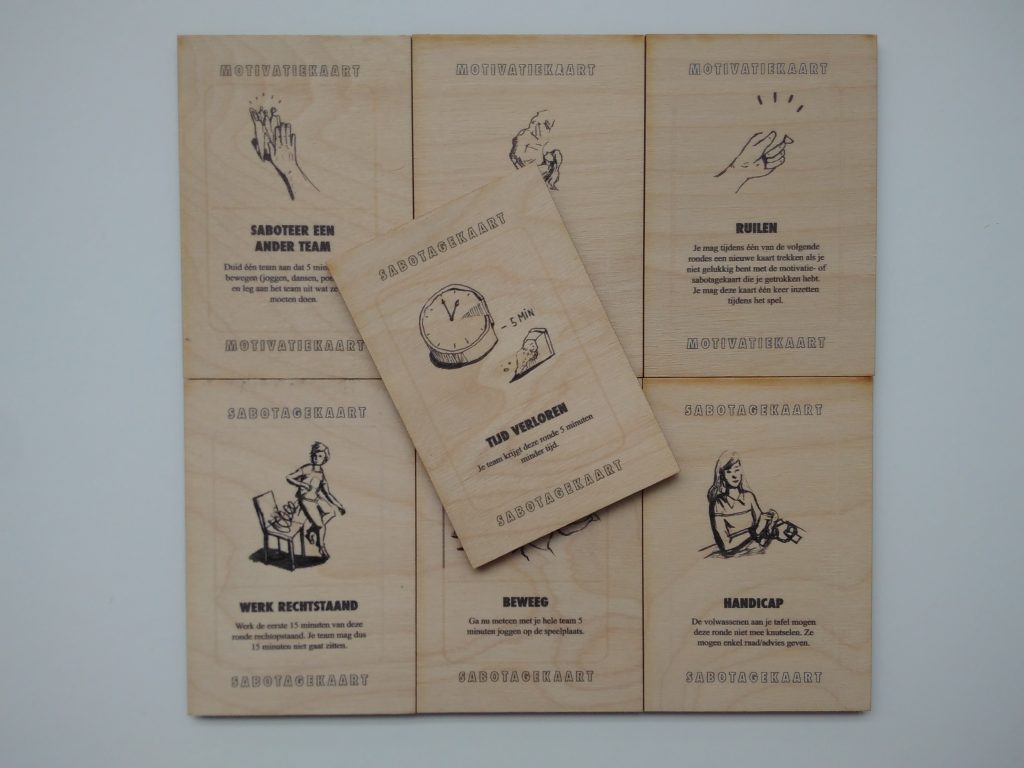 MOTIVATIEKAART
SABOTEER EEN
ANDER TEAM
Duid één team aan dat 5
bewegen (joggen, dansen,
en leg aan het team uit wat
moeten doen
MOTIVATIEKAART
MOTIVATIEKAART
MOTIVATIEKAART
RUILEN
Je mag tijdens één van de volgende
rondes een nieuwe kaart trekken als je
niet gelukkig bent met de motivatie- of
sabotagekaart die je getrokken hebt.
Je mag deze kaart één keer inzetten
tijdens het spel.
MOTIVATIEKAART
SABOTAGEKAART
- 5 MIN
TIJD VERLOREN
Je team krijgt deze ronde 5 minuten
minder tijd.
SABOTAGEKAART
SABOTAGEKAART
WERK RECHTSTAAND
Werk de eerste 15 minuten van deze
ronde rechtopstaand. Je team mag dus
15 minuten niet gaat zitten.
SABOTAGEKAART
BEWEEG
Ga nu meteen met je hele team 5
minuten joggen op de speelplaats.
SABOTAGEKAART
SABOTAGEKAART
HANDICAP
De volwassenen aan je tafel mogen
deze ronde niet mee knutselen. Ze
mogen enkel raad/advies geven.
SABOTAGEKAART